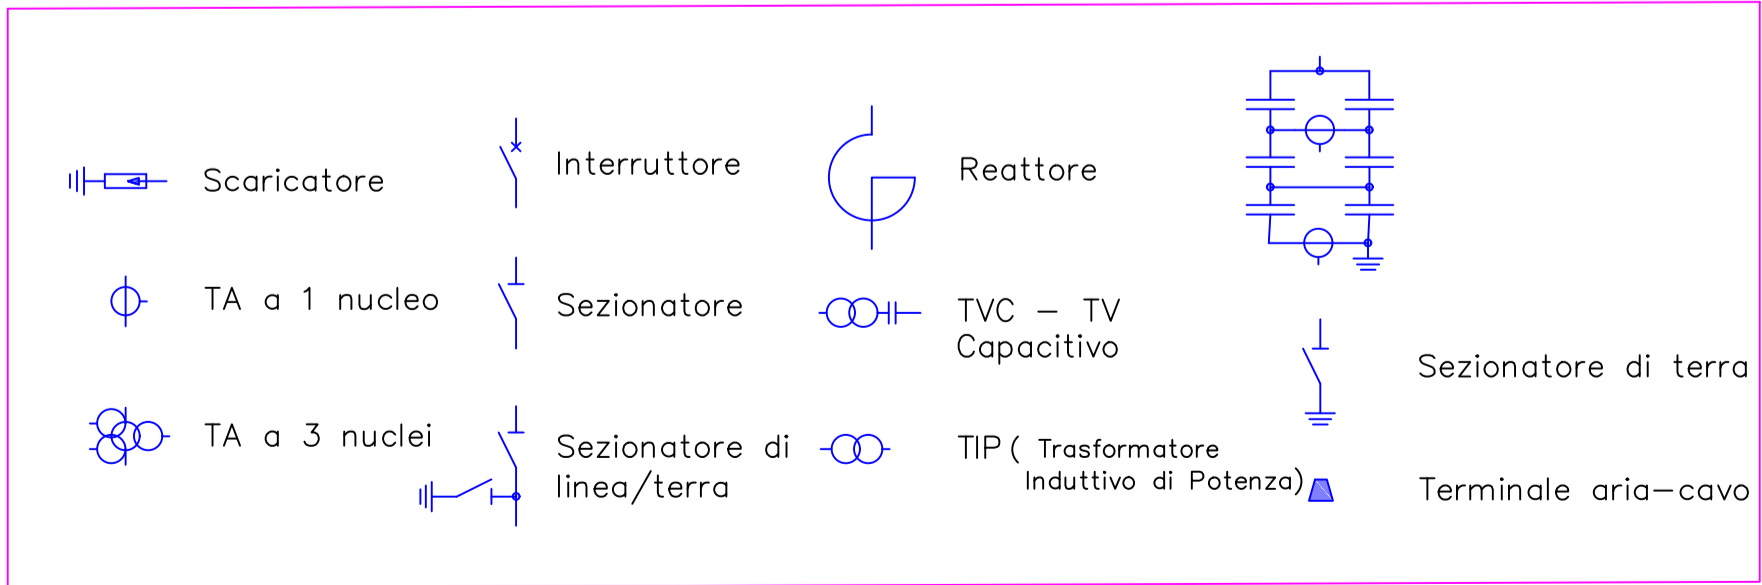 Scaricatore
TA a 1 nucleo
TA a 3 nuclei
Interruttore
Sezionatore
Sezionatore di
linea/terra
Reattore
TVC – TV
Capacitivo
TIP ( Trasformatore
Induttivo di Potenza)
Sezionatore di terra
Terminale aria–cavo